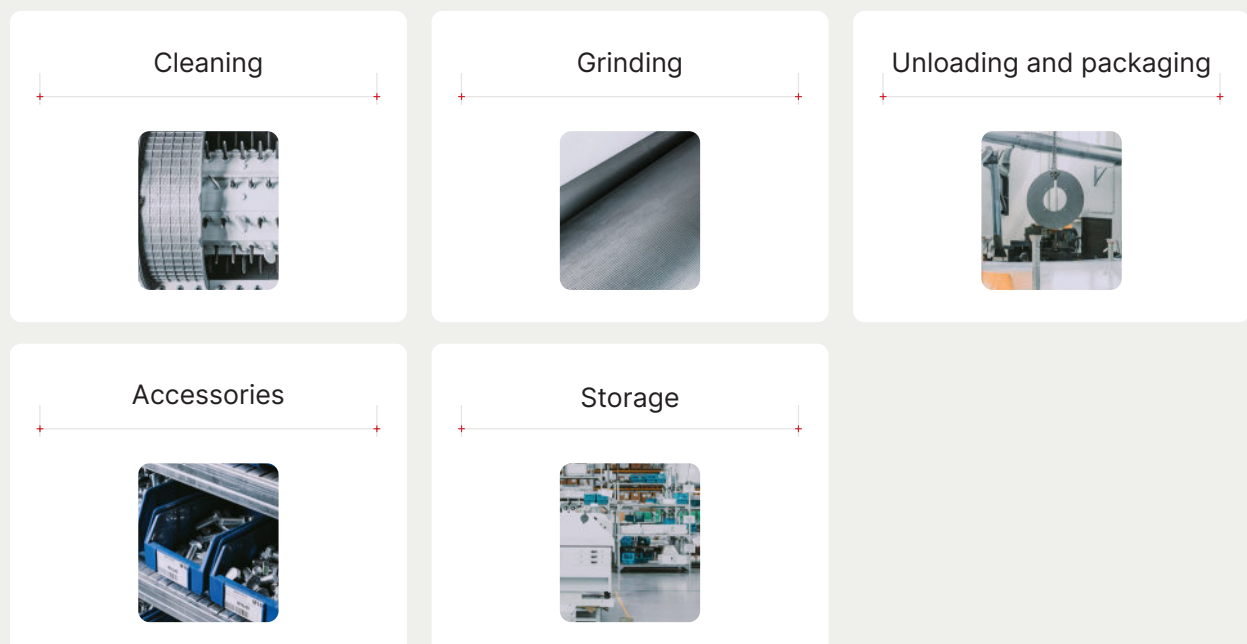 Cleaning
Grinding
Unloading and packaging
Accessories
Storage